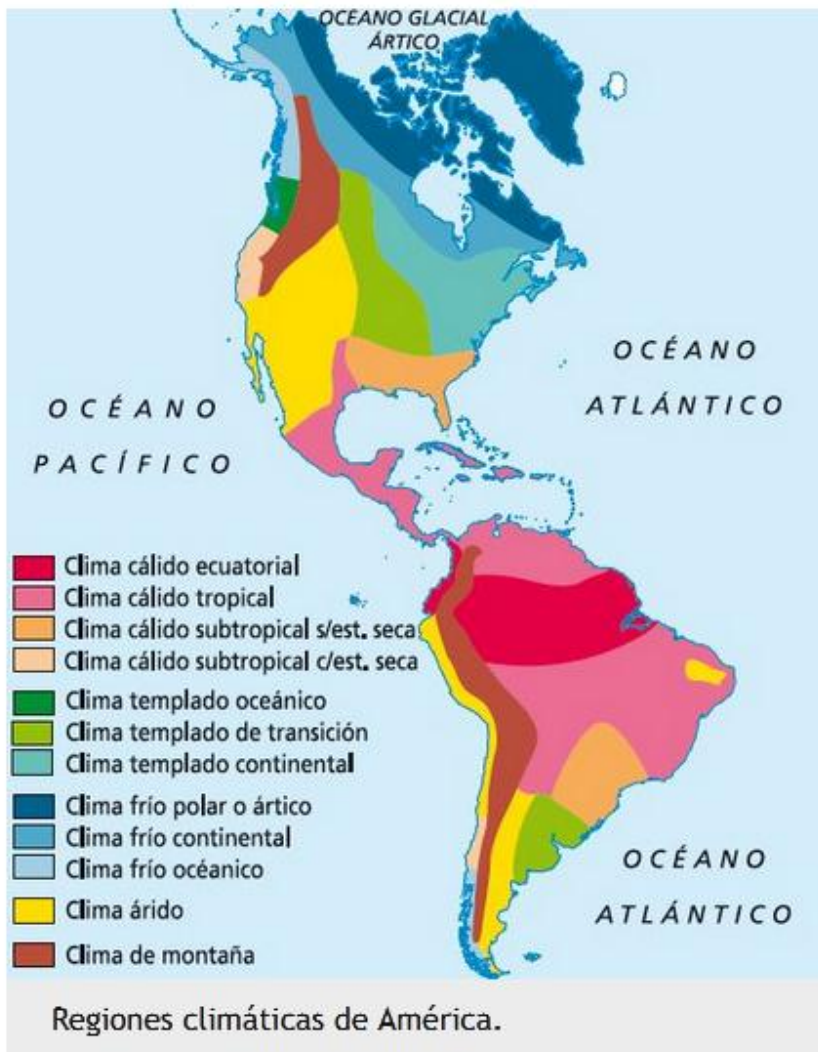 OCÉANO GLACIAL
ÁRTICO
OCÉANO
ATLÁNTICO
OCÉANO
PACÍFICO
Clima cálido ecuatorial
Clima cálido tropical
Clima cálido subtropical s/est. seca
Clima cálido subtropical c/est. seca
Clima templado oceánico
Clima templado de transición
Clima templado continental
Clima frío polar o ártico
Clima frío continental
Clima frío océanico
Clima árido
Clima de montaña
OCÉANO
ATLÁNTICO
Regiones climáticas de América.